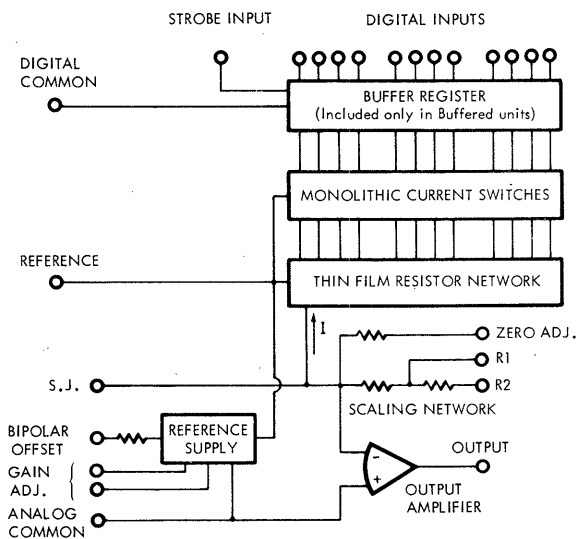 STROBE INPUT
DIGITAL INPUTS
DIGITAL
COMMON
BUFFER REGISTER
(Included only in Buffered units)
MONOLITHIC CURRENT SWITCHES
REFERENCE
THIN FILM RESISTOR NETWORK
I
ZERO ADJ.
R1
S.J.
R2
SCALING NETWORK
BIPOLAR
OFFSET
REFERENCE
SUPPLY
GAIN
ADJ.
OUTPUT
-
+
OUTPUT
AMPLIFIER
ANALOG
COMMON